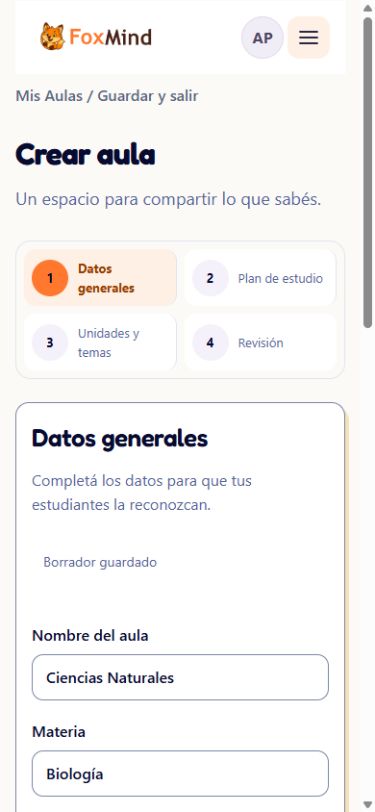 FoxMind
AP
Mis Aulas / Guardar y salir
Crear aula
Un espacio para compartir lo que sabés.
1
Datos
generales
2
Plan de estudio
3
Unidades y
temas
4
Revisión
Datos generales
Completá los datos para que tus
estudiantes la reconozcan.
Borrador guardado
Nombre del aula
Ciencias Naturales
Materia
Biología